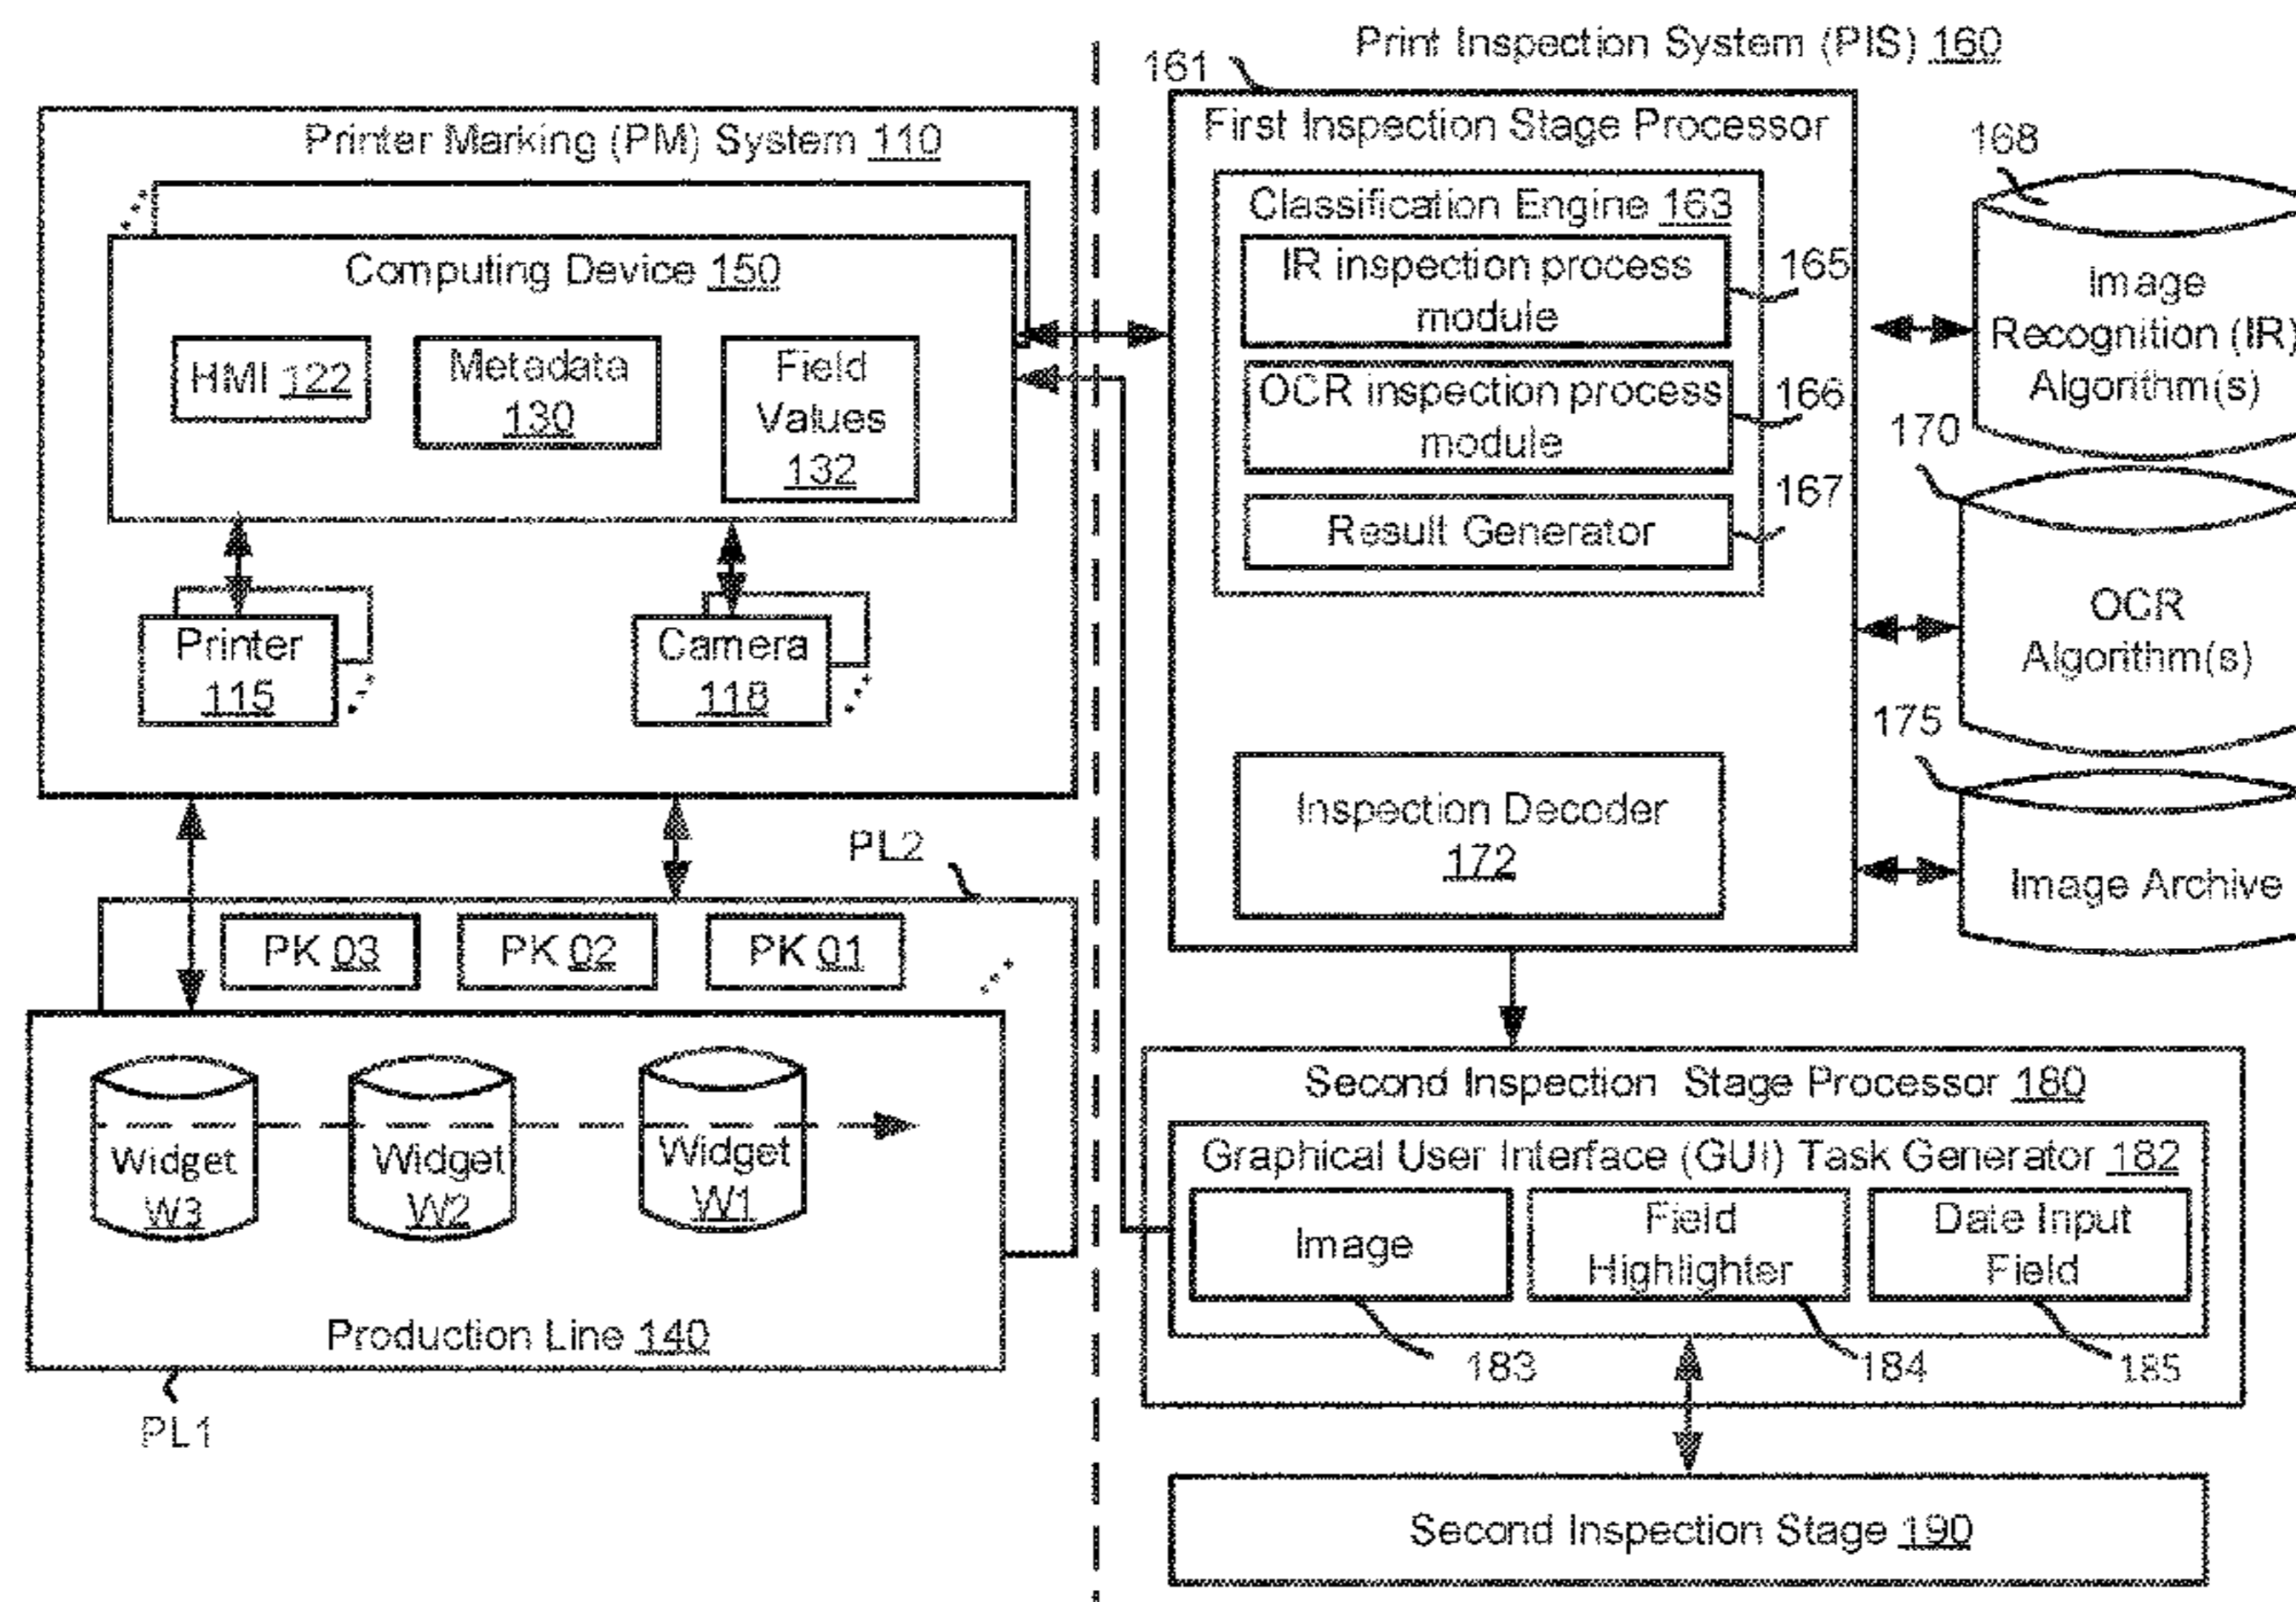 Print Inspection System (PIS) 160
161
Printer Marking (PM) System 110
Computing Device 150
HMI 122
Metadata
130
Field
Values
132
Printer
115
Camera
118
PL2
PK 03
PK 02
PK 01
Widget
W3
Widget
W2
Widget
W1
Production Line 140
PL1
First Inspection Stage Processor
Classification Engine 163
IR inspection process
module
165
OCR inspection process
module
166
Result Generator
167
Inspection Decoder
172
168
Image
Recognition (IR)
Algorithm(s)
170
OCR
Algorithm(s)
175
Image Archive
Second Inspection Stage Processor 180
Graphical User Interface (GUI) Task Generator 182
Image
Field
Highlighter
Date Input
Field
183
184
185
Second Inspection Stage 190